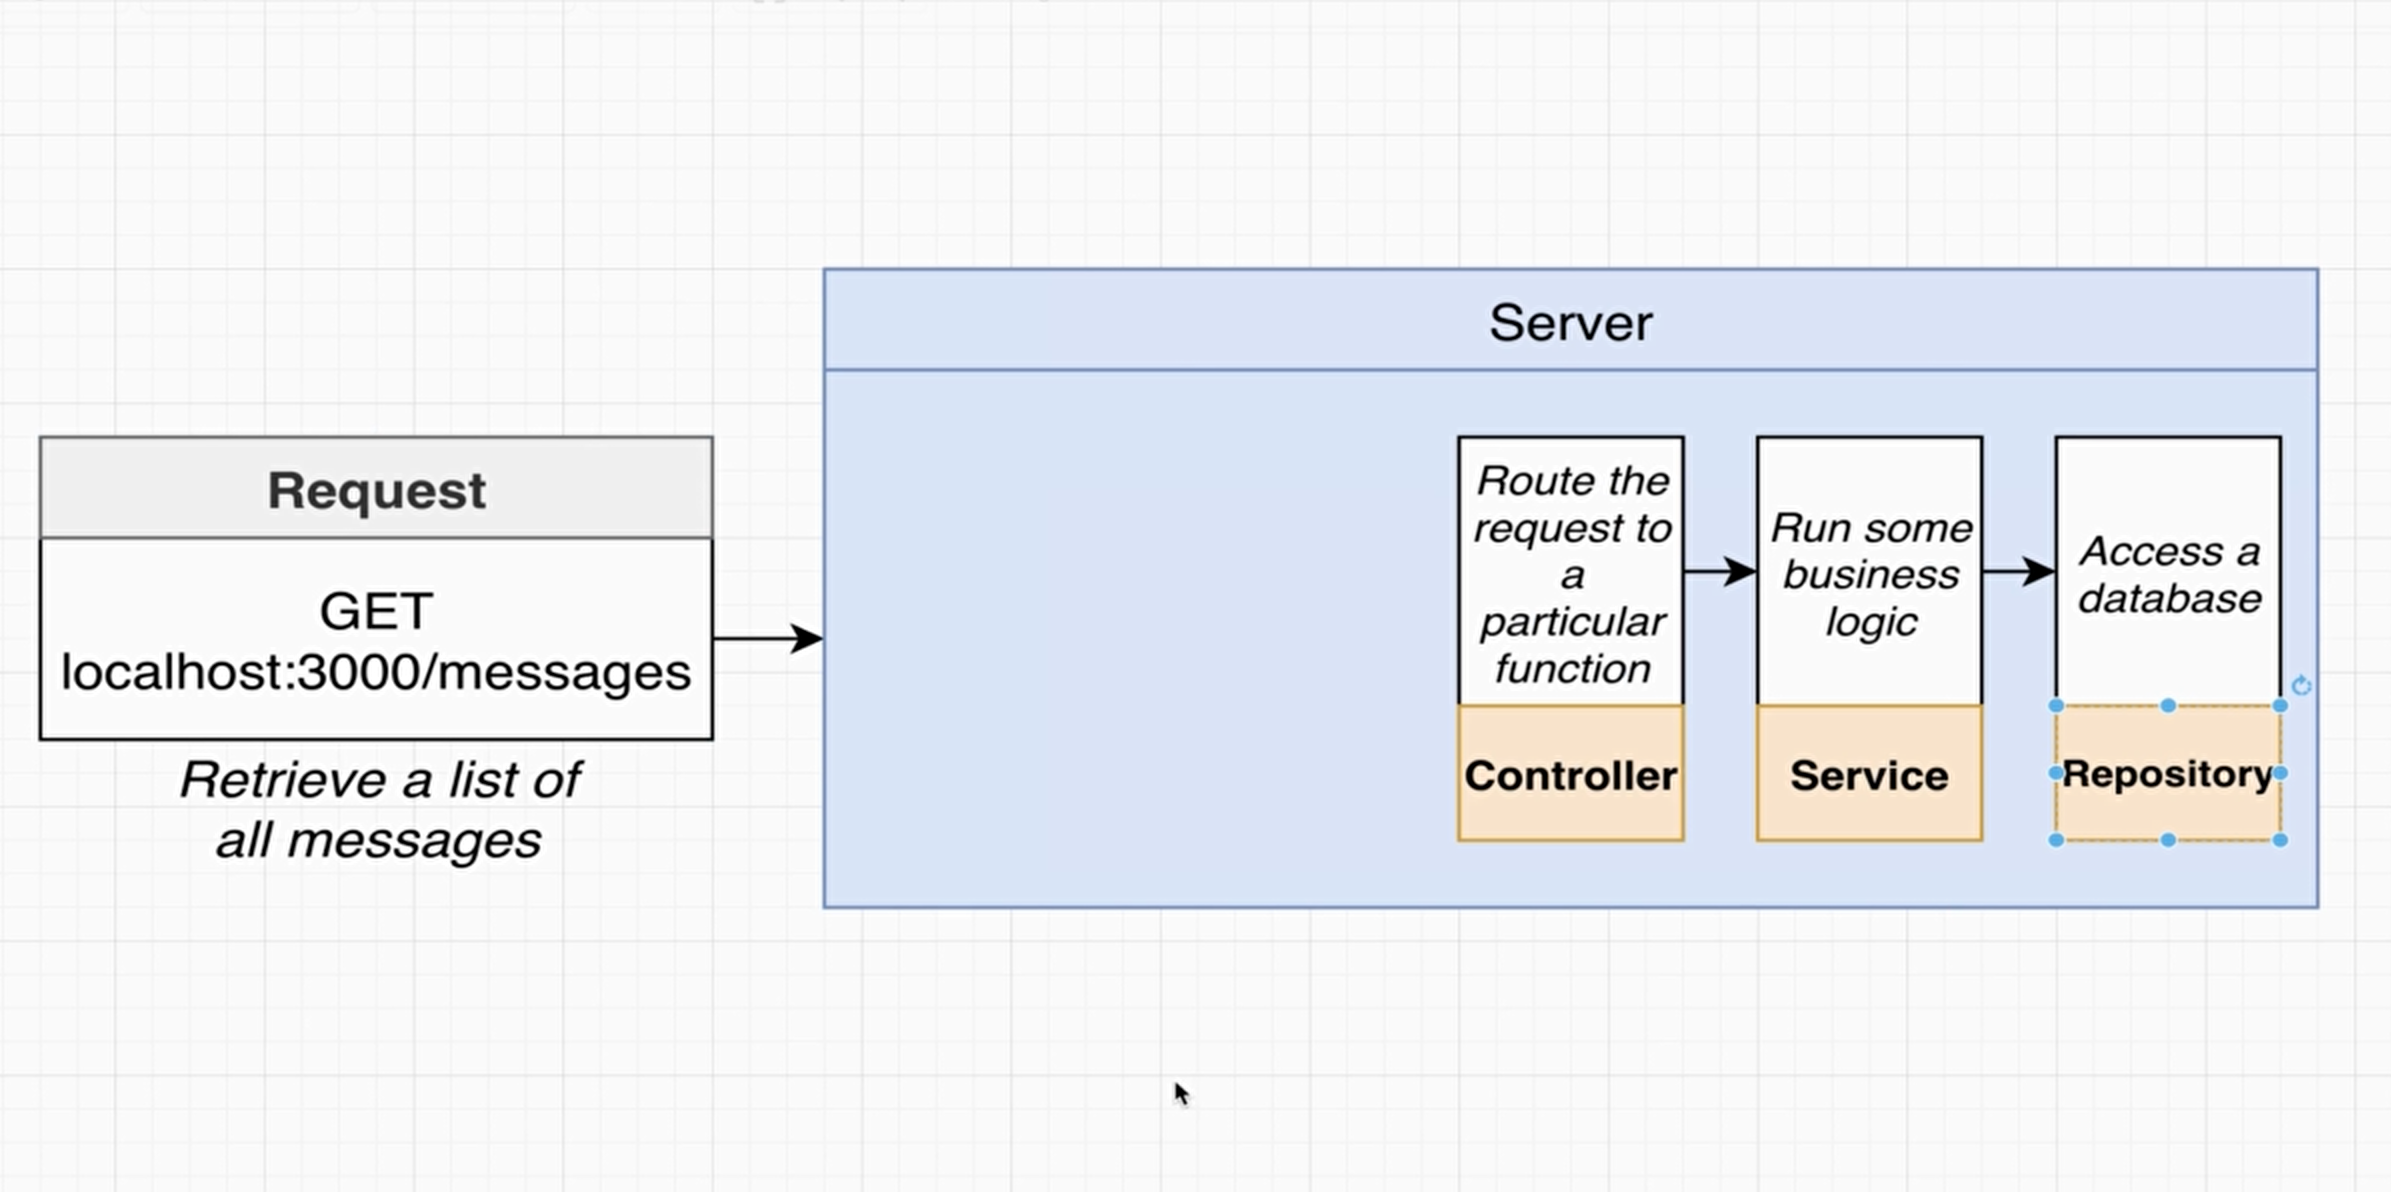 Server
Request
GET
localhost:3000/messages
Retrieve a list of
all messages
Route the
request to
a
particular
function
Controller
Run some
business
logic
Service
Access a
database
Repository